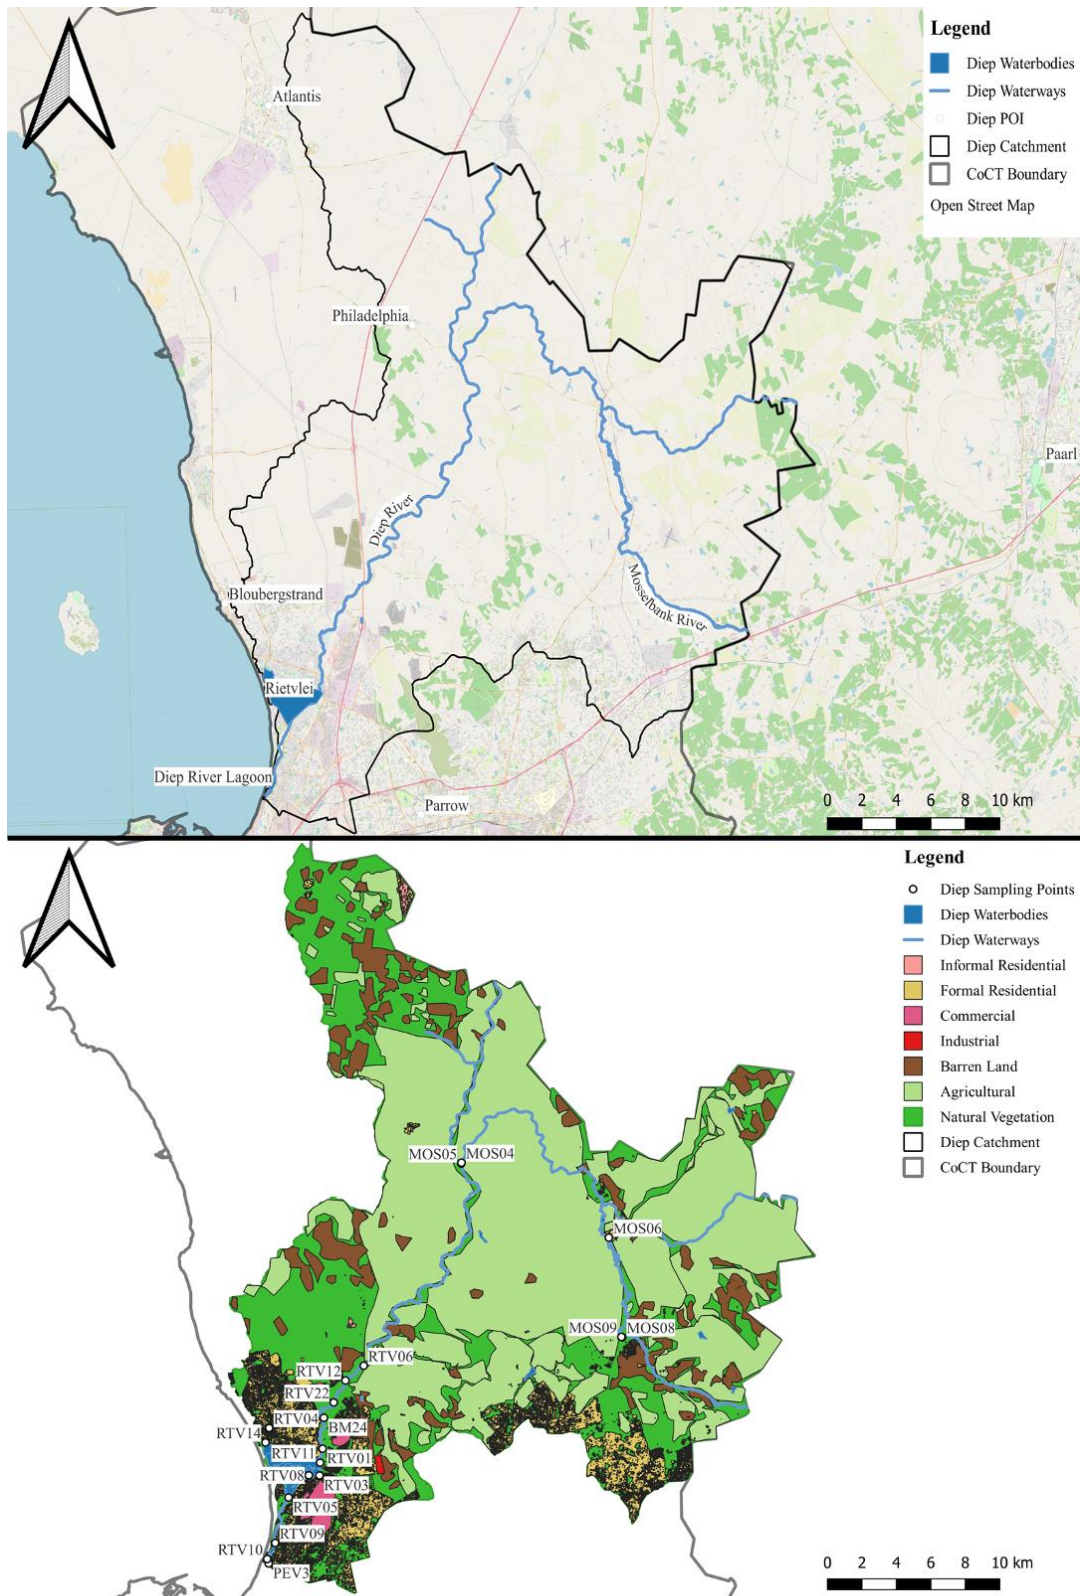 Legend
Diep Waterbodies
Diep Waterways
Diep POI
Diep Catchment
CoCT Boundary
Open Street Map
Atlantis
Philadelphia
Paarl
Diep River
Bloubergstrand
Mosselbank River
Rietvlei
Diep River Lagoon
Parrow
0 2 4 6 8 10 km
Legend
Diep Sampling Points
Diep Waterbodies
Diep Waterways
Informal Residential
Formal Residential
Commercial
Industrial
Barren Land
Agricultural
Natural Vegetation
Diep Catchment
CoCT Boundary
MOS05 MOS04
MOS06
MOS09 MOS08
RTV06
RTV12
RTV22
RTV04
BM24
RTV14
RTV11
RTV01
RTV08
RTV03
RTV05
RTV09
RTV10
PEV3
0 2 4 6 8 10 km